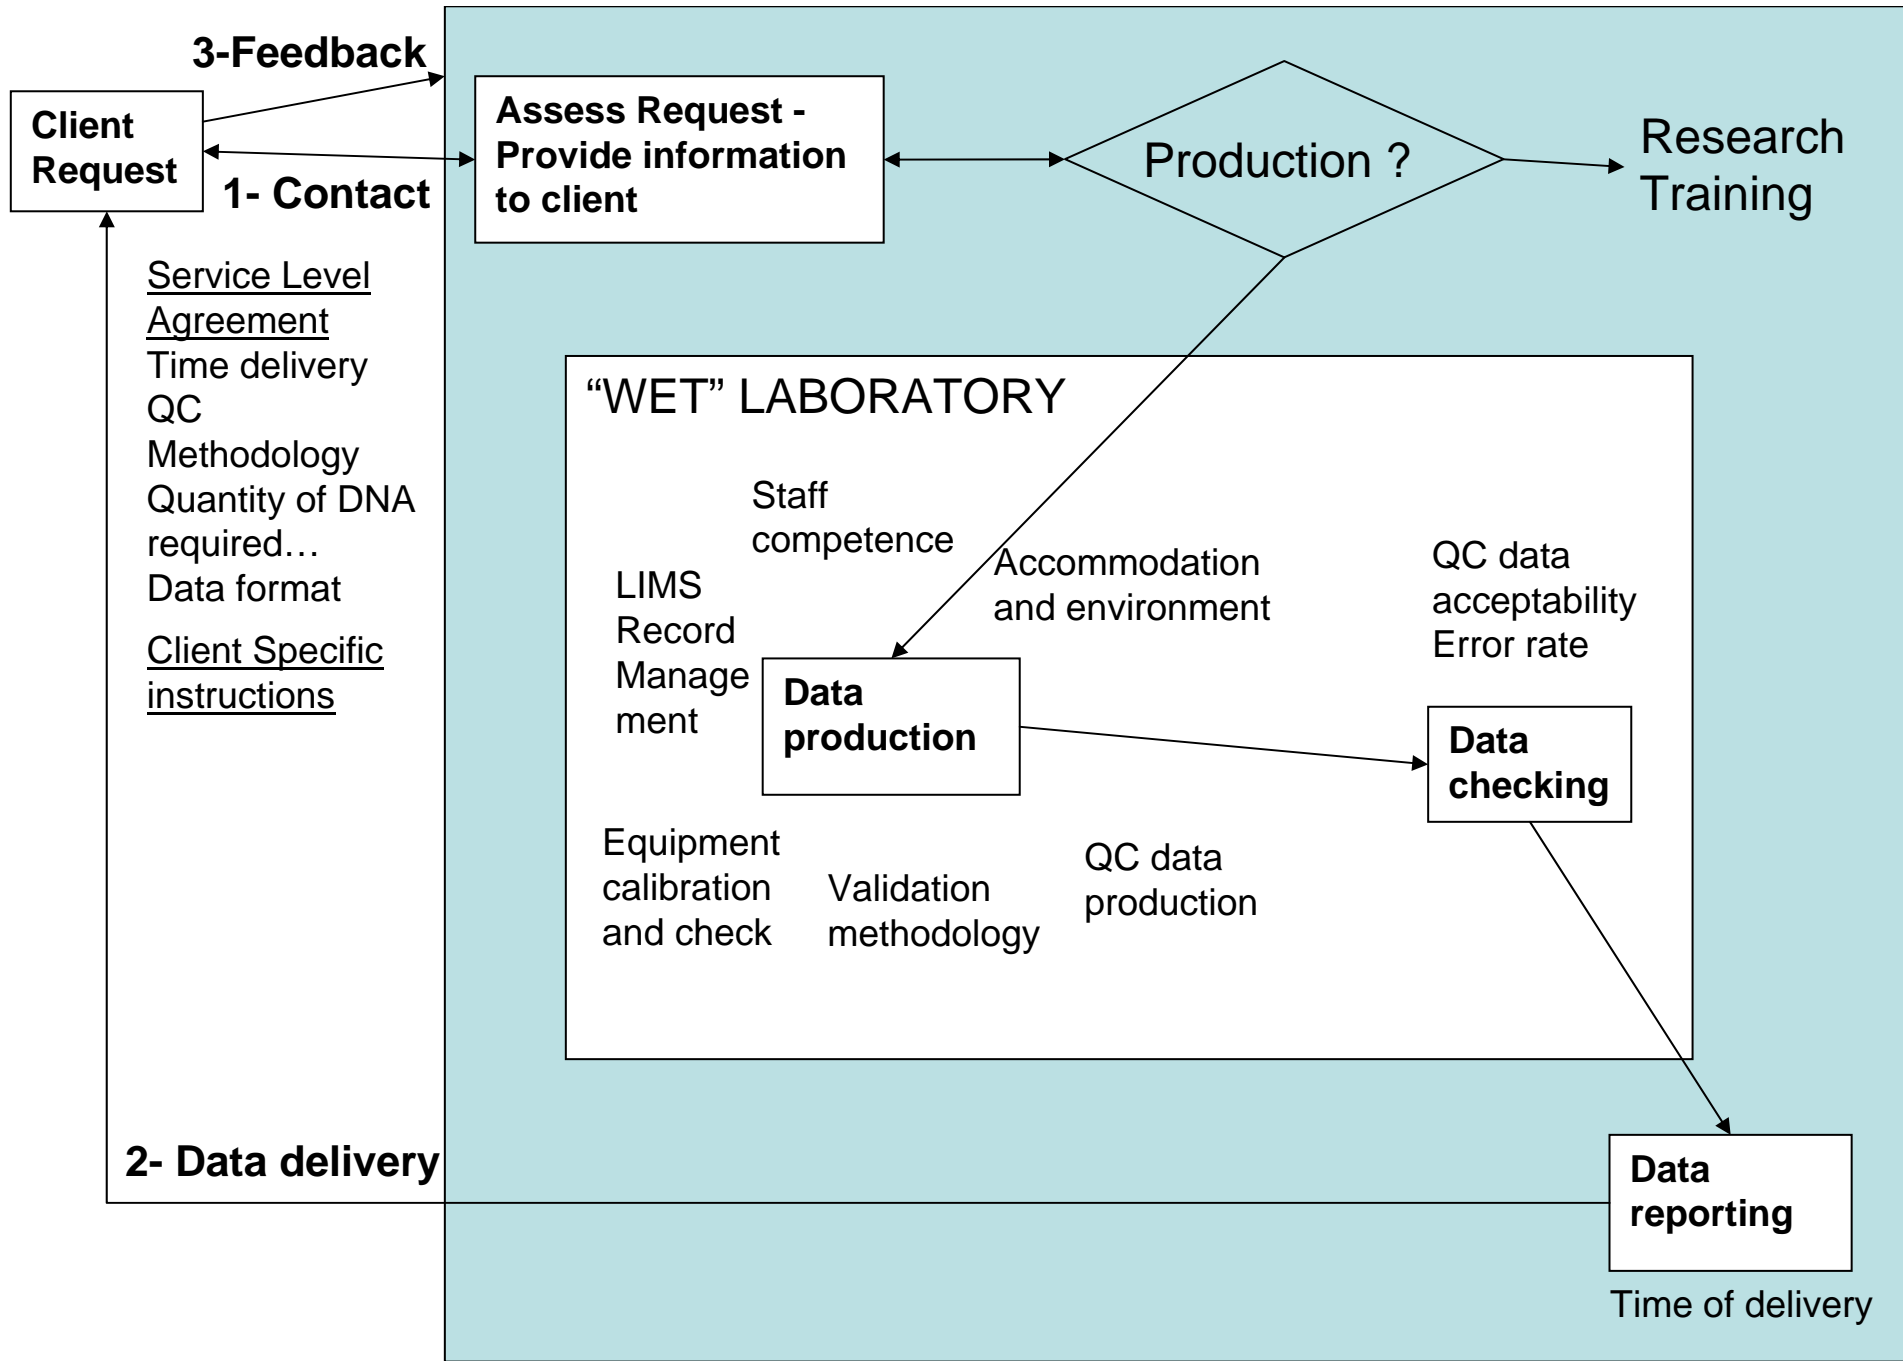 3-Feedback
Client
Request
1- Contact
Assess Request -
Provide information
to client
Production ?
Research
Training
Service Level
Agreement
Time delivery
QC
Methodology
Quantity of DNA
required…
Data format
Client Specific
instructions
“WET” LABORATORY
Staff
competence
LIMS
Record
Manage
ment
Accommodation
and environment
QC data
acceptability
Error rate
Data
production
Data
checking
Equipment
calibration
and check
Validation
methodology
QC data
production
2- Data delivery
Data
reporting
Time of delivery